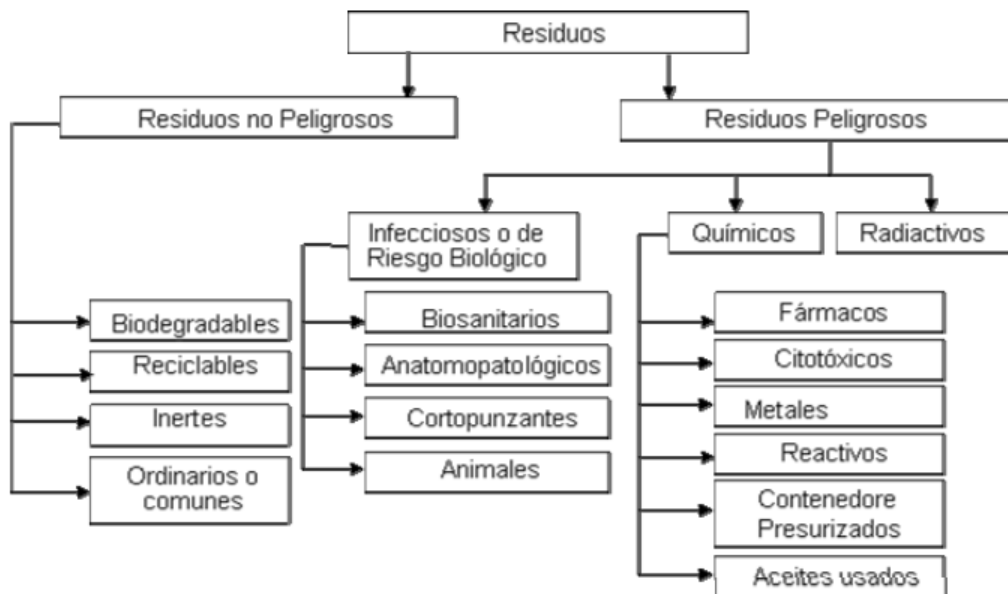 Residuos
Residuos no Peligrosos
Residuos Peligrosos
Infecciosos o de
Riesgo Biológico
Químicos
Radiactivos
Biodegradables
Reciclables
Inertes
Ordinarios o
comunes
Biosanitarios
Anatomopatológicos
Cortopunzantes
Animales
Fármacos
Citotóxicos
Metales
Reactivos
Contenedore
Presurizados
Aceites usados